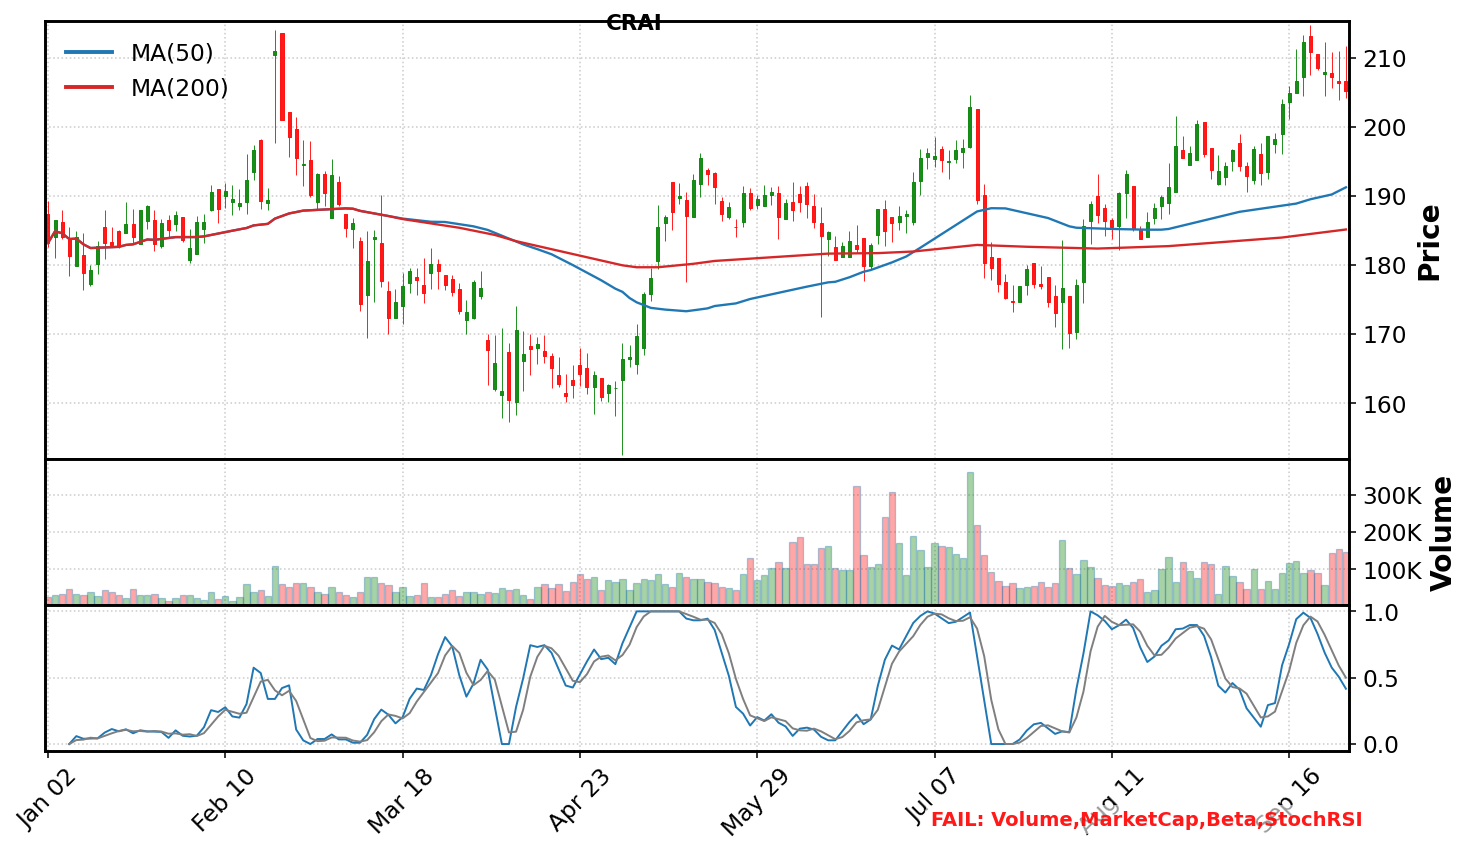 CRAI
MA(50)
MA(200)
210
200
190
180
170
160
Price
300K
200K
100K
Volume
1.0
0.5
0.0
Jan 02
Feb 10
Mar 18
Apr 23
May 29
Jul 07
Aug 11
Sep 16
FAIL: Volume,MarketCap,Beta,StochRSI